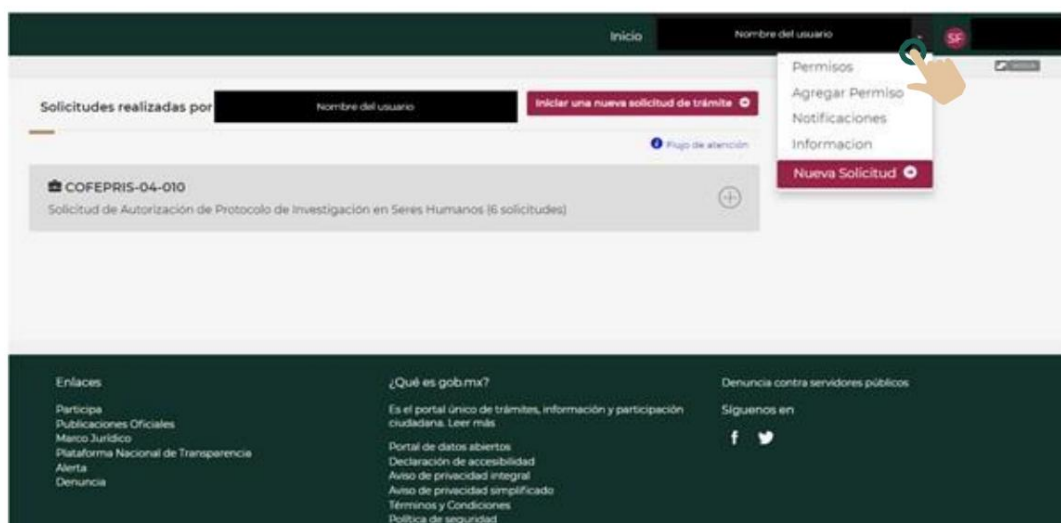 Inicio
Nombre del usuario
SF
Permisos
Agregar Permiso
Notificaciones
Informacion
Nueva Solicitud
Solicitudes realizadas por
Nombre del usuario
Iniciar una nueva solicitud de trámite
Flujo de atención
COFEPRIS-04-010
Solicitud de Autorización de Protocolo de Investigación en Seres Humanos (6 solicitudes)
Enlaces
Participa
Publicaciones Oficiales
Marco Jurídico
Plataforma Nacional de Transparencia
Alerta
Denuncia
¿Qué es gob.mx?
Es el portal único de trámites, información y participación
ciudadana. Leer más
Portal de datos abiertos
Declaración de accesibilidad
Aviso de privacidad integral
Aviso de privacidad simplificado
Términos y Condiciones
Política de seguridad
Denuncia contra servidores públicos
Síguenos en